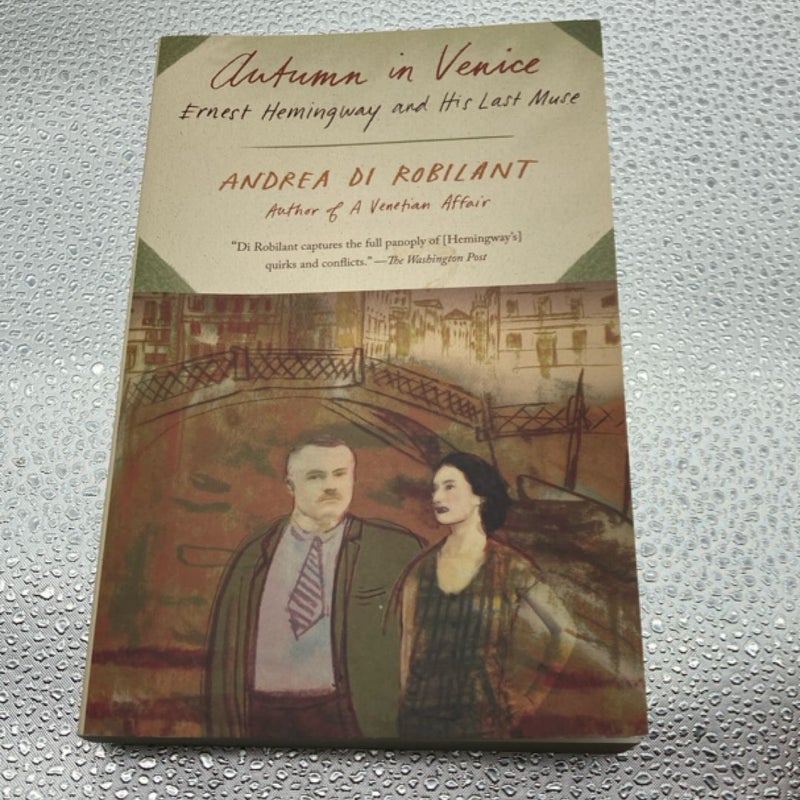 Autumn in Venice
Ernest Hemingway and His Last Muse
ANDREA DI ROBILANT
Author of A Venetian Affair
"Di Robilant captures the full panoply of [Hemingway's]
quirks and conflicts." —The Washington Post